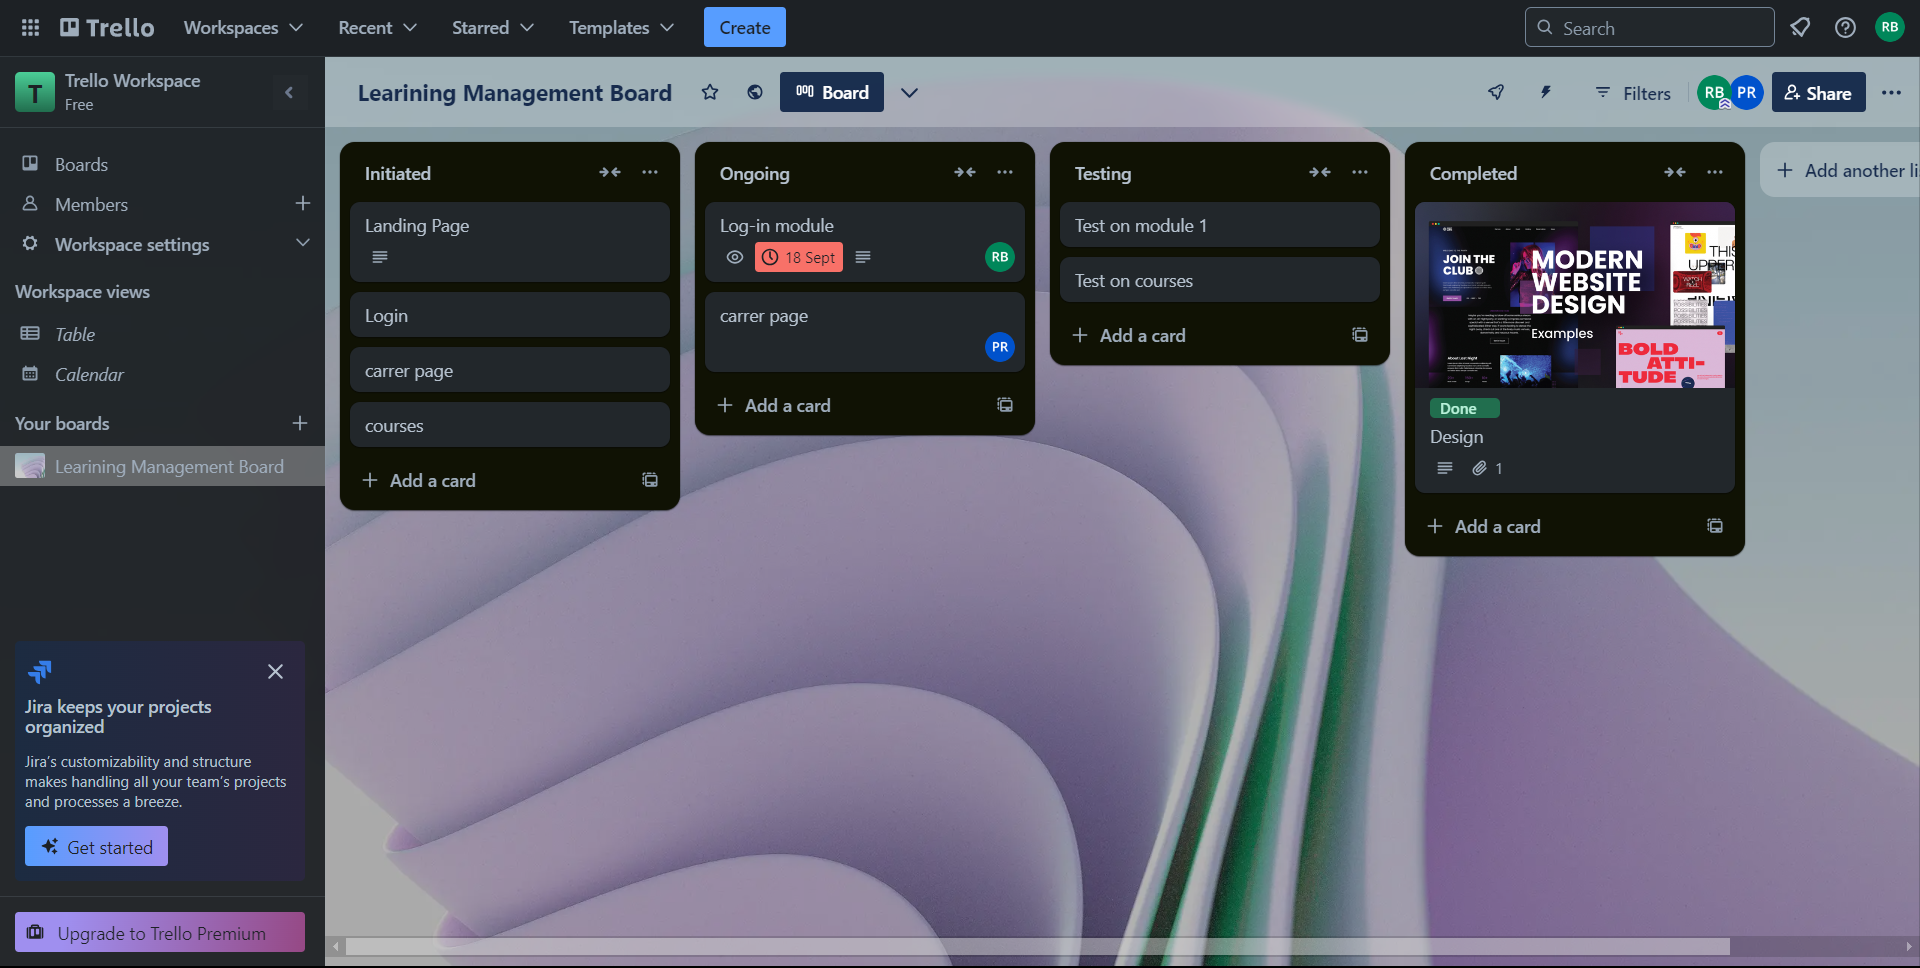 Trello
Workspaces
Recent
Starred
Templates
Create
Search
RB
T
Trello Workspace
Free
Boards
Members
Workspace settings
Workspace views
Table
Calendar
Your boards
Learining Management Board
Jira keeps your projects
organized
Jira's customizability and structure
makes handling all your team's projects
and processes a breeze.
Get started
Upgrade to Trello Premium
Learining Management Board
Board
Filters
RB
PR
Share
Initiated
Landing Page
Login
carrer page
courses
Add a card
Ongoing
Log-in module
18 Sept
RB
carrer page
PR
Add a card
Testing
Test on module 1
Test on courses
Add a card
Completed
JOIN THE
CLUB
About Last Night
MODERN
WEBSITE
DESIGN
Examples
THIS
UPPER
BOLD
ATTI-
TUDE
Done
Design
1
Add a card
Add another li